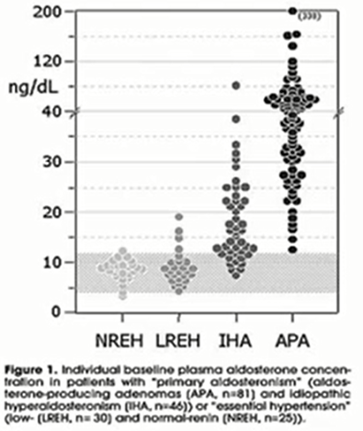 200
(338)
120
ng/dL
40
30
20
10
0
NREH LREH IHA APA
Figure 1. Individual baseline plasma aldosterone concen-
tration in patients with "primary aldosteronism" (aldos-
terone-producing adenomas (APA, n=81) and idiopathic
hyperaldosteronism (IHA, n=46)) or "essential hypertension"
(low- (LREH, n= 30) and normal-renin (NREH, n=25)).